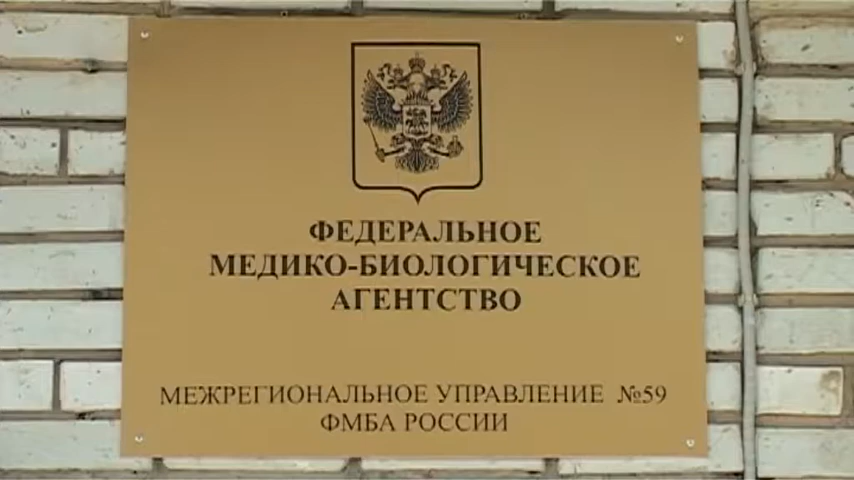 ФЕДЕРАЛЬНОЕ
МЕДИКО-БИОЛОГИЧЕСКОЕ
АГЕНТСТВО
МЕЖРЕГИОНАЛЬНОЕ УПРАВЛЕНИЕ №59
ФМБА РОССИИ